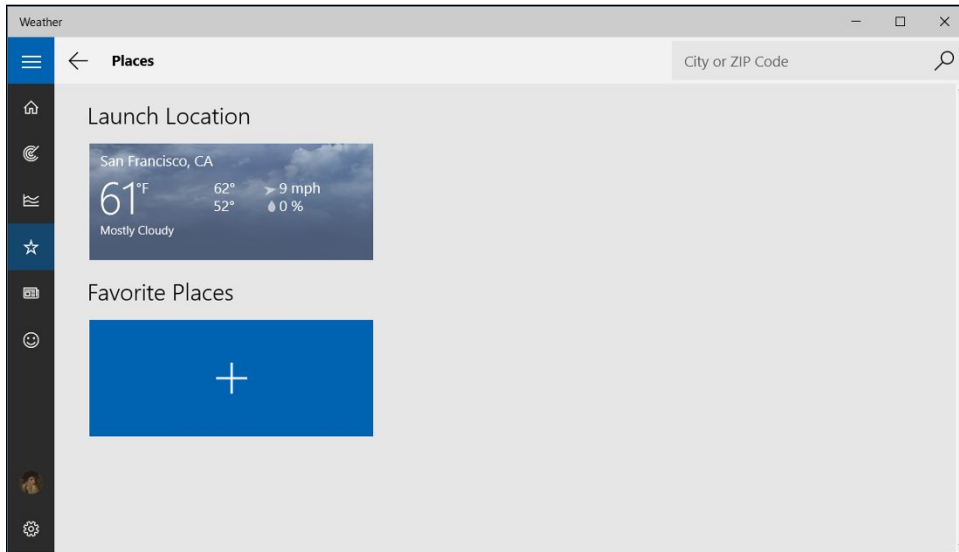 Weather
Places
City or ZIP Code
Launch Location
San Francisco, CA
61°F
62°
9 mph
52°
0 %
Mostly Cloudy
Favorite Places